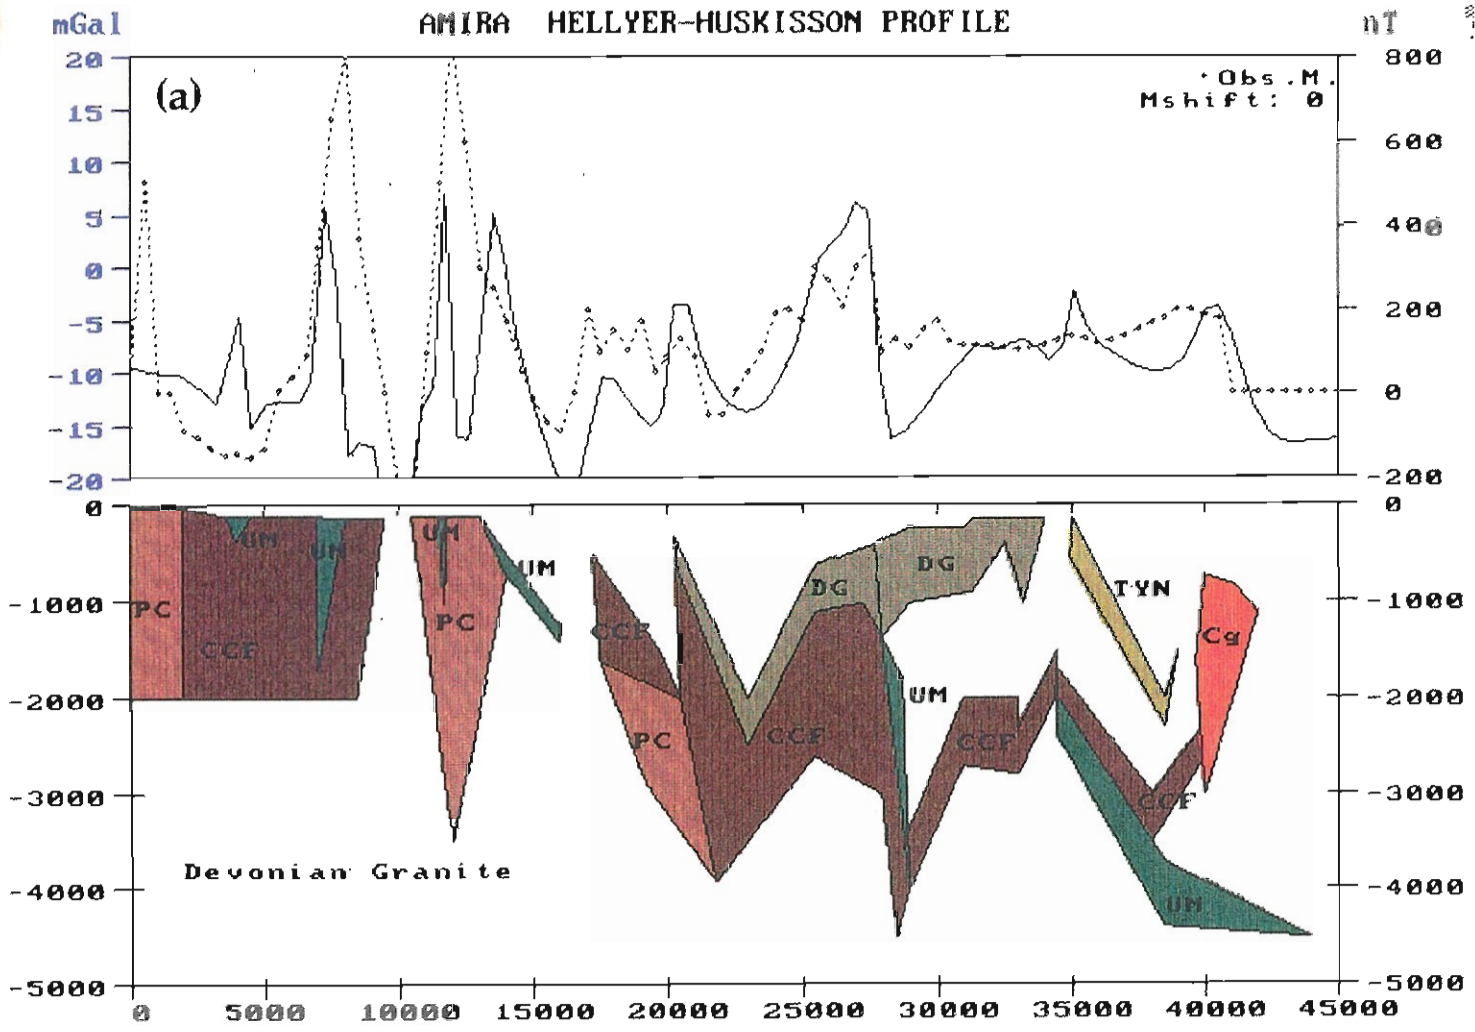 mGal AMIRA HELLYER-HUSKISSON PROFILE nT
20 800
(a)
Obs.M.
Mshift: 0
15
600
10
5 400
0
-5 200
-10 0
-15
-20 -200
0 0
UM UM UM
UM
DG DG
TYN
-1000 PC PC CCF -1000
Cg
CCF
-2000 UM -2000
PC CCF CCF
-3000 CCF -3000
Devonian Granite
-4000 -4000
UM
-5000 -5000
0 5000 10000 15000 20000 25000 30000 35000 40000 45000